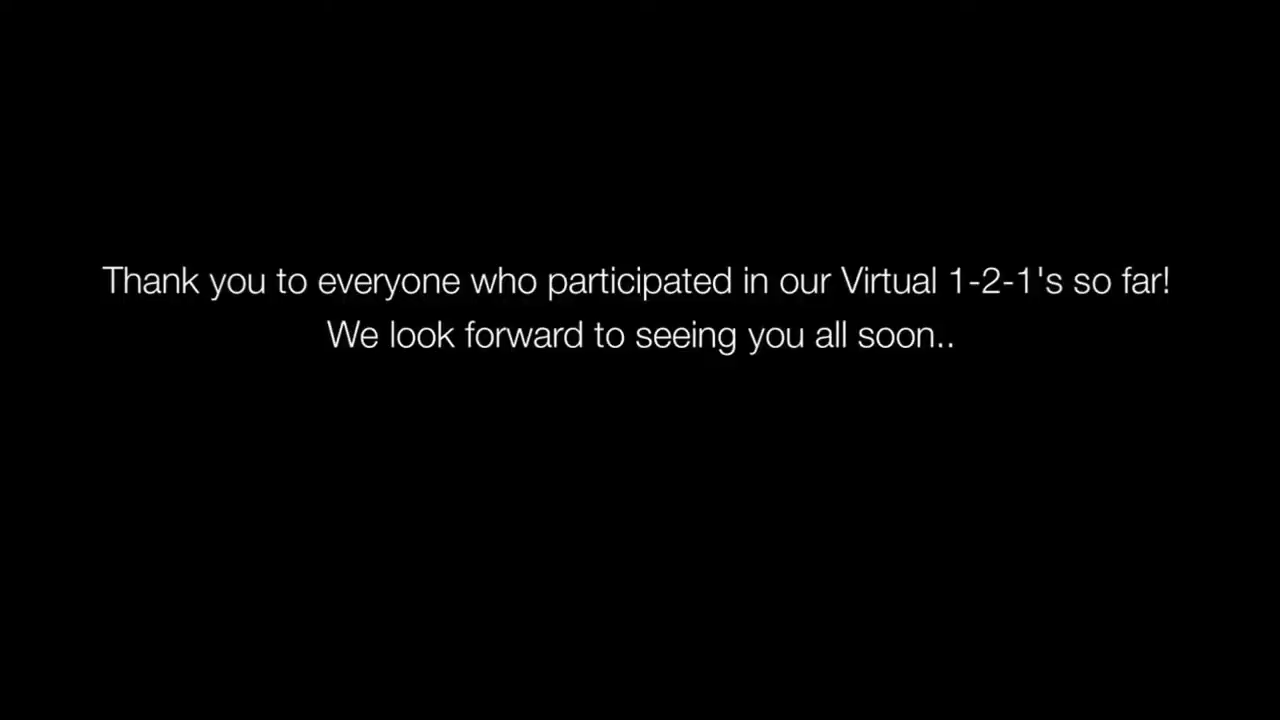 Thank you to everyone who participated in our Virtual 1-2-1's so far!
We look forward to seeing you all soon..